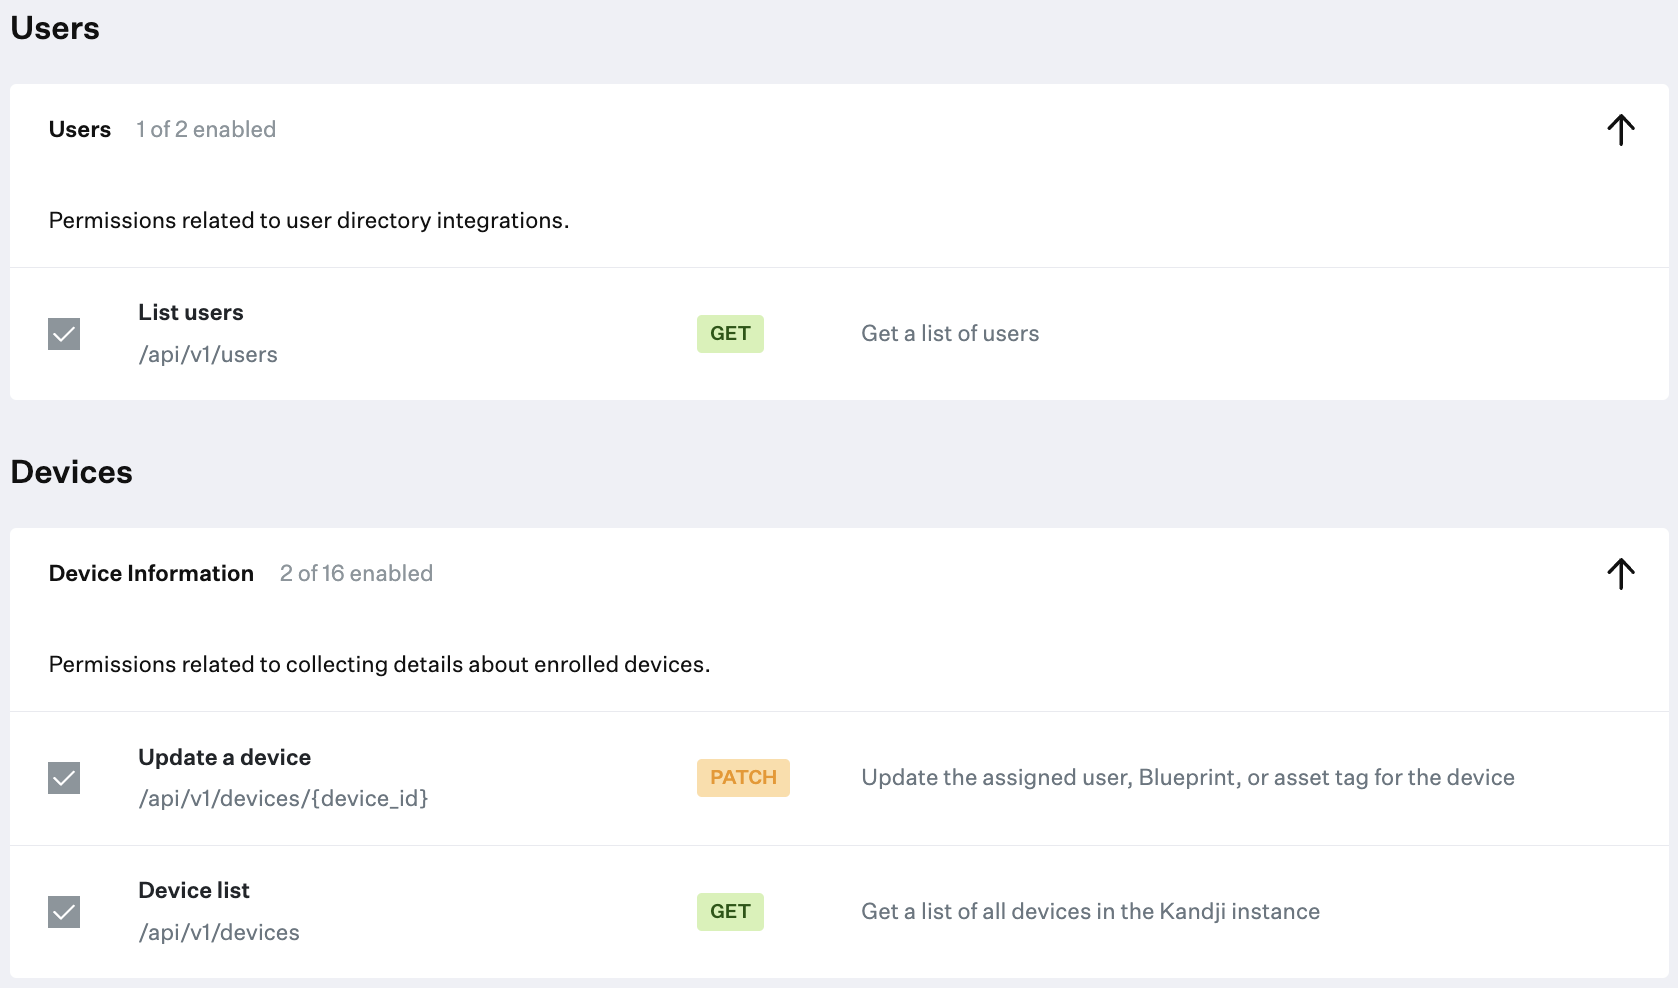 Users
Users 1 of 2 enabled
Permissions related to user directory integrations.
List users
/api/v1/users
GET
Get a list of users
Devices
Device Information 2 of 16 enabled
Permissions related to collecting details about enrolled devices.
Update a device
/api/v1/devices/{device_id}
PATCH
Update the assigned user, Blueprint, or asset tag for the device
Device list
/api/v1/devices
GET
Get a list of all devices in the Kandji instance